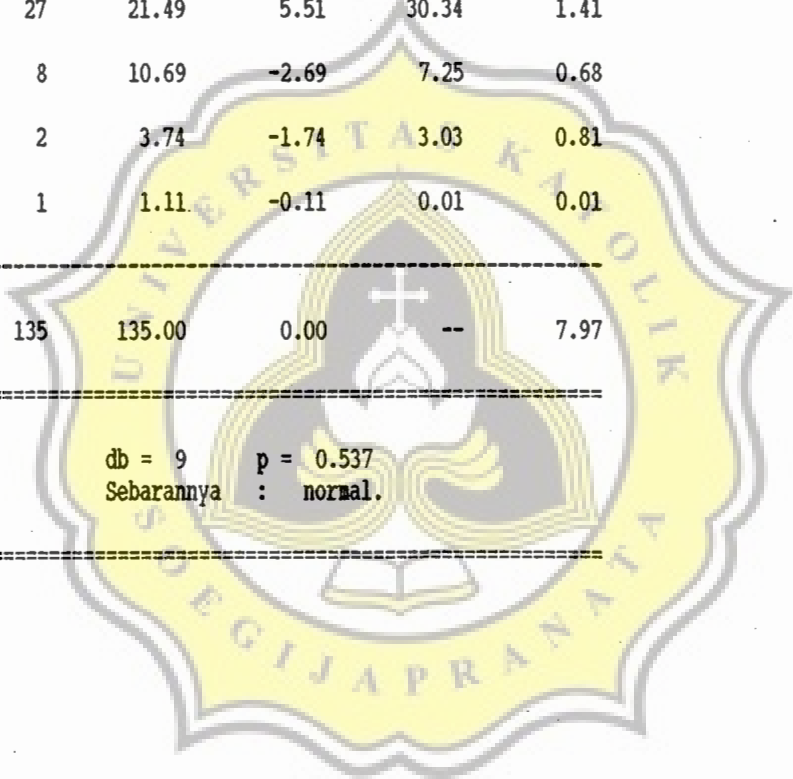 27 21.49 5.51 30.34 1.41
8 10.69 -2.69 7.25 0.68
2 3.74 -1.74 3.03 0.81
1 1.11 -0.11 0.01 0.01
135 135.00 0.00 -- 7.97
db = 9 p = 0.537
Sebarannya : normal.
UNIVERSITAS KATOLIK
SOEGIJAPRANATA